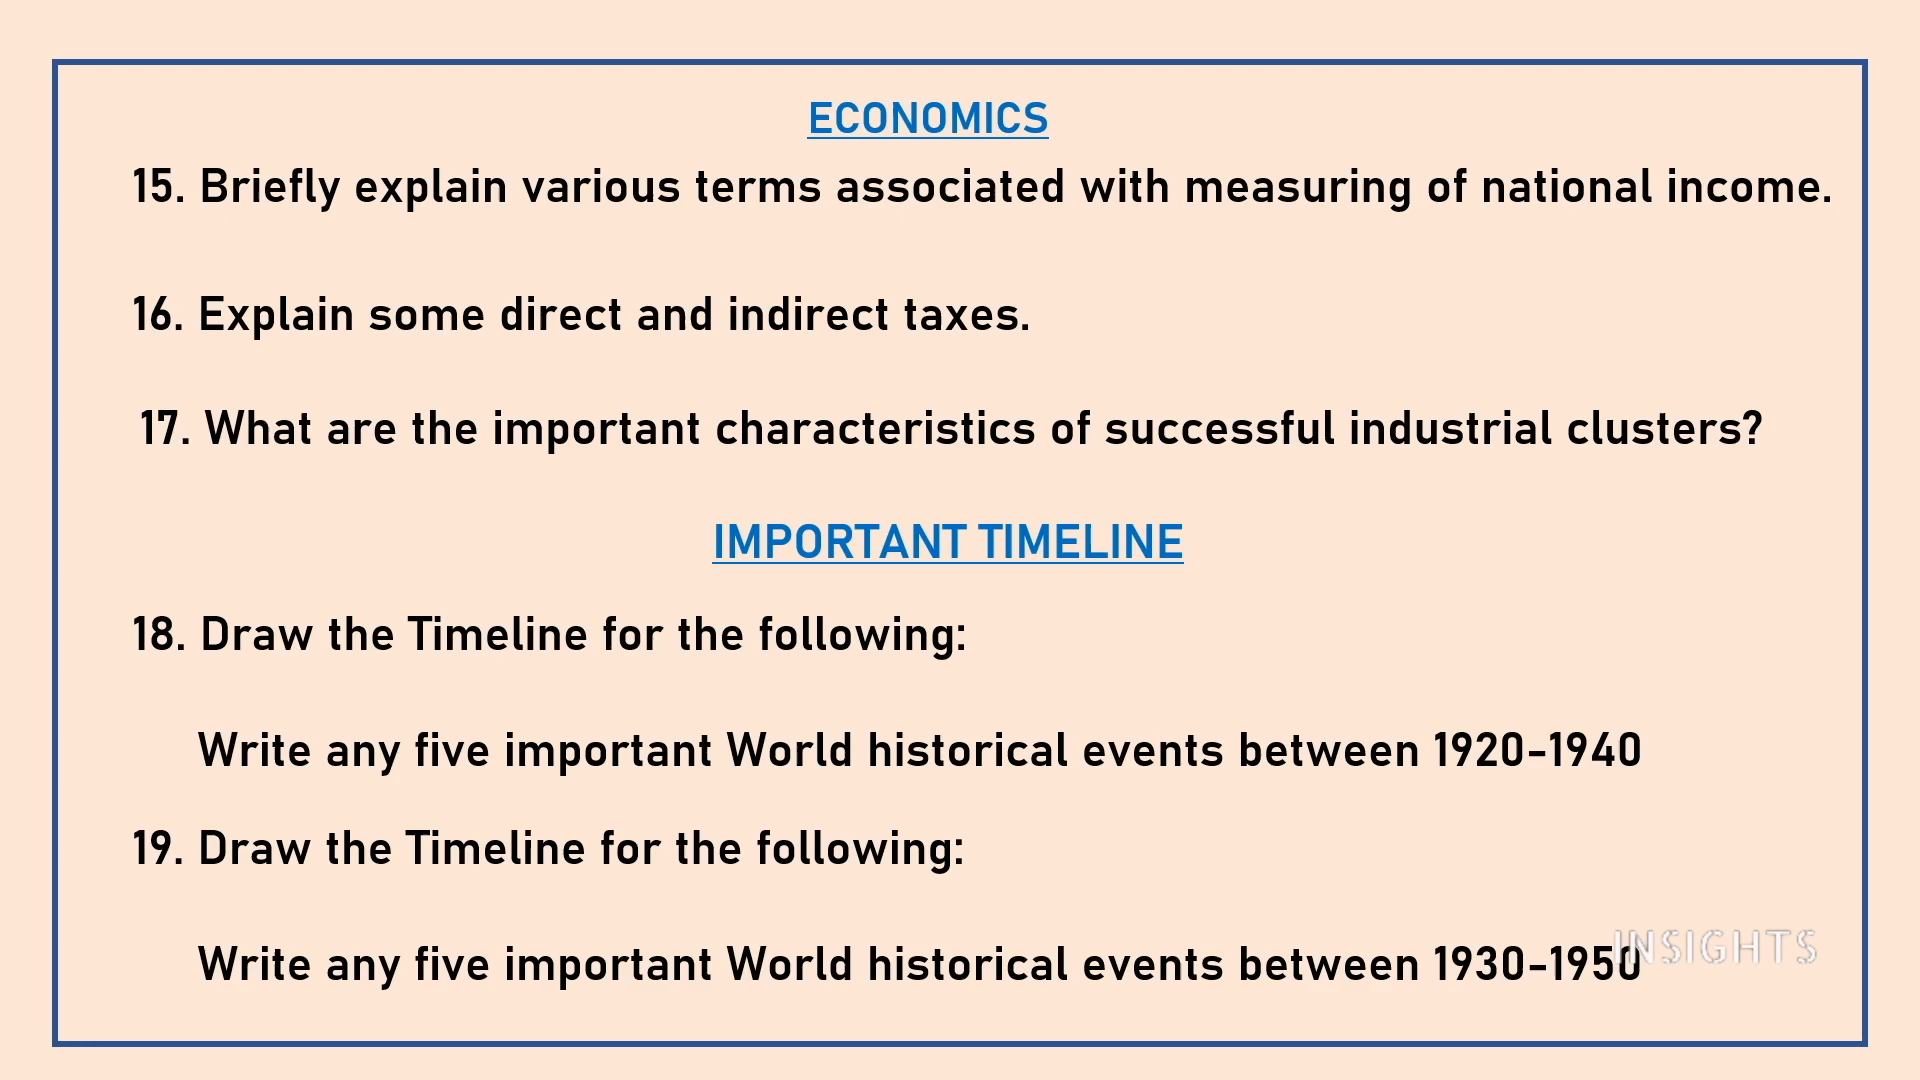 ECONOMICS
15. Briefly explain various terms associated with measuring of national income.
16. Explain some direct and indirect taxes.
17. What are the important characteristics of successful industrial clusters?
IMPORTANT TIMELINE
18. Draw the Timeline for the following:
Write any five important World historical events between 1920-1940
19. Draw the Timeline for the following:
Write any five important World historical events between 1930-1950
INSIGHTS